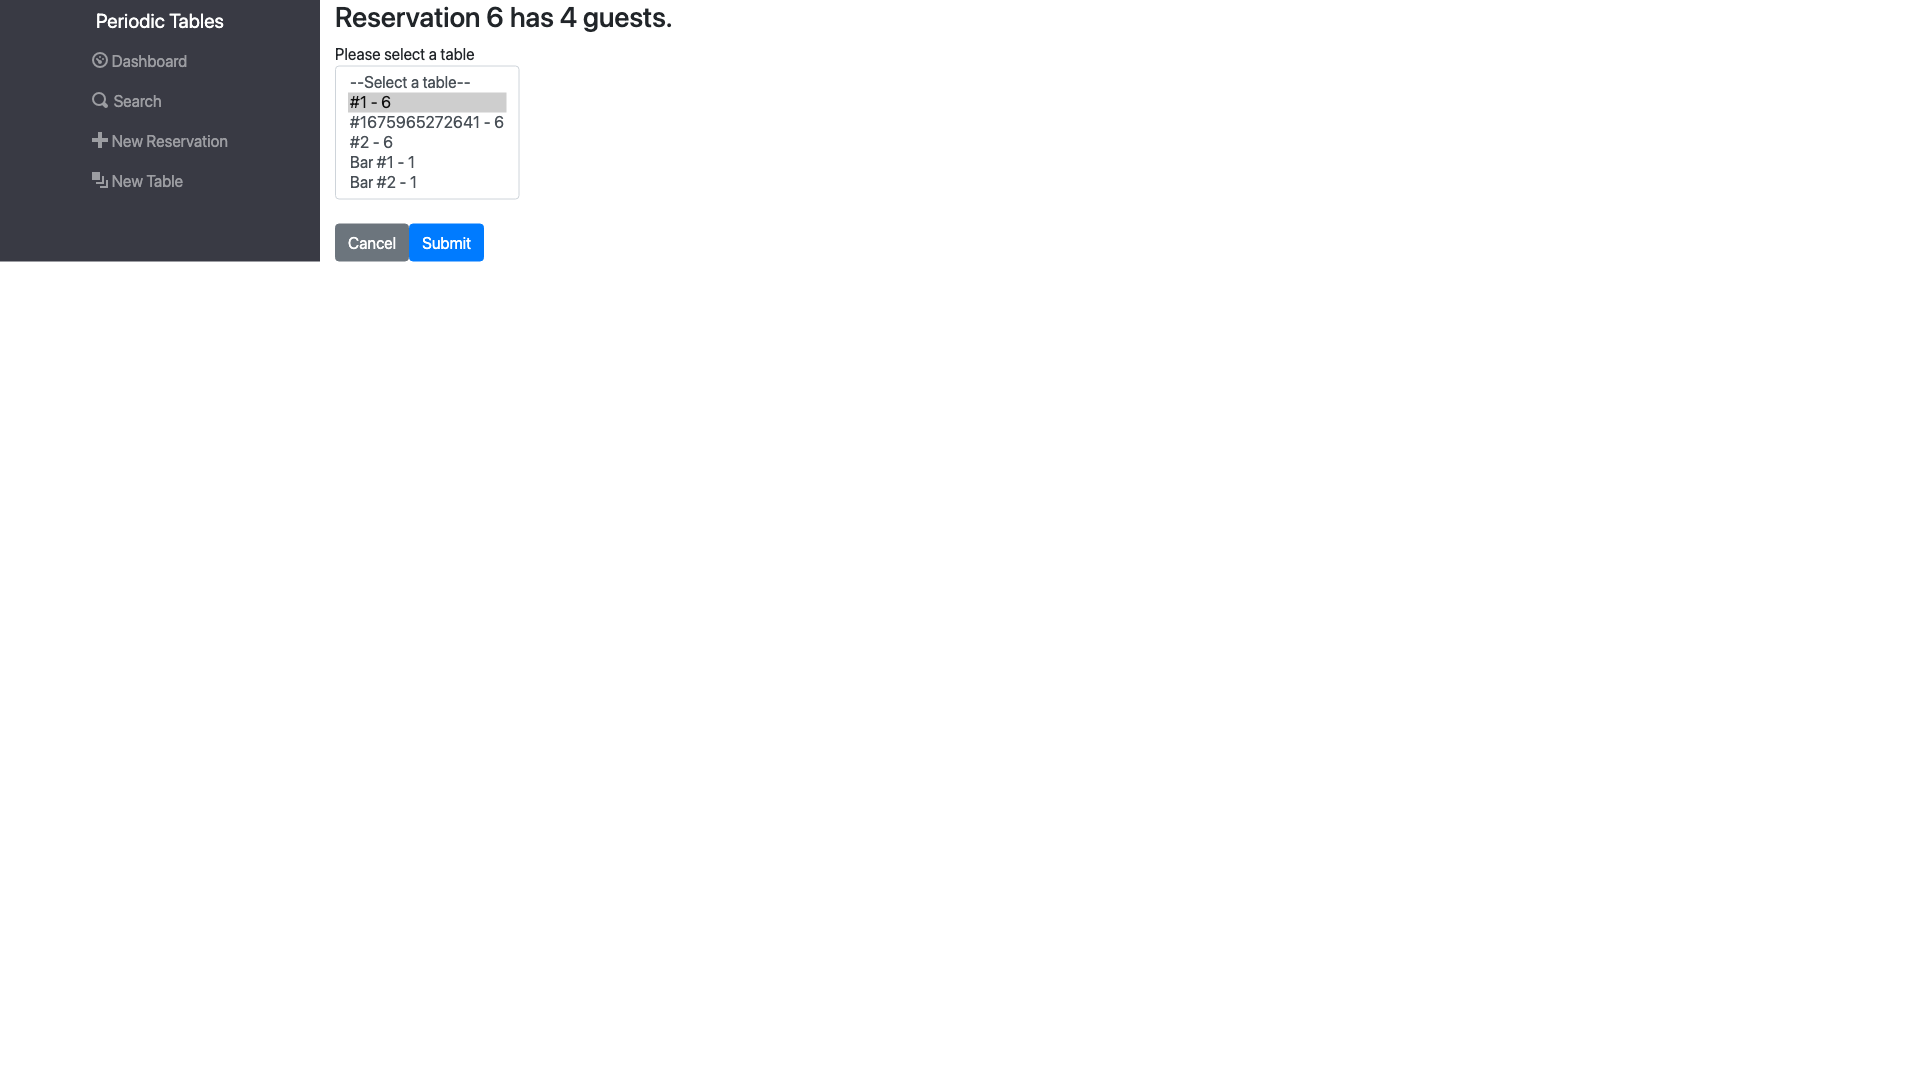 Periodic Tables
Dashboard
Search
New Reservation
New Table
Reservation 6 has 4 guests.
Please select a table
--Select a table--
#1 - 6
#1675965272641 - 6
#2 - 6
Bar #1 - 1
Bar #2 - 1
Cancel
Submit